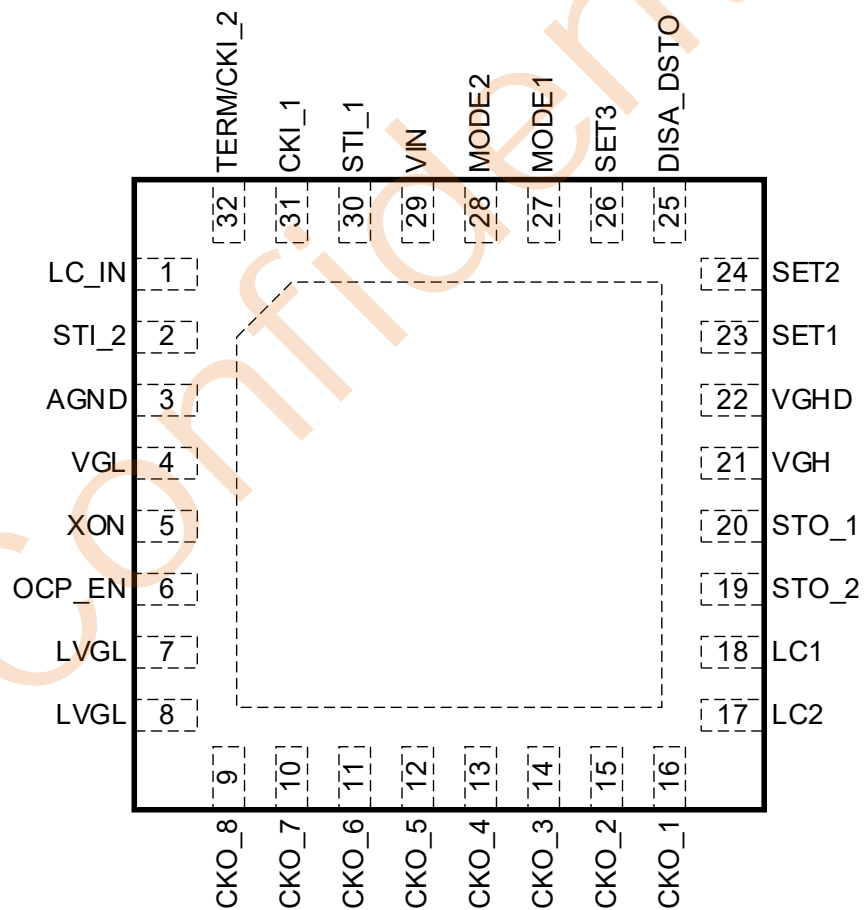 TERM/CKI_2
CKI_1
STI_1
VIN
MODE2
MODE1
SET3
DISA_DSTO
32 31 30 29 28 27 26 25
LC_IN 1 24 SET2
STI_2 2 23 SET1
AGND 3 22 VGHD
VGL 4 21 VGH
XON 5 20 STO_1
OCP_EN 6 19 STO_2
LVGL 7 18 LC1
LVGL 8 17 LC2
9 10 11 12 13 14 15 16
CKO_8
CKO_7
CKO_6
CKO_5
CKO_4
CKO_3
CKO_2
CKO_1
Confident